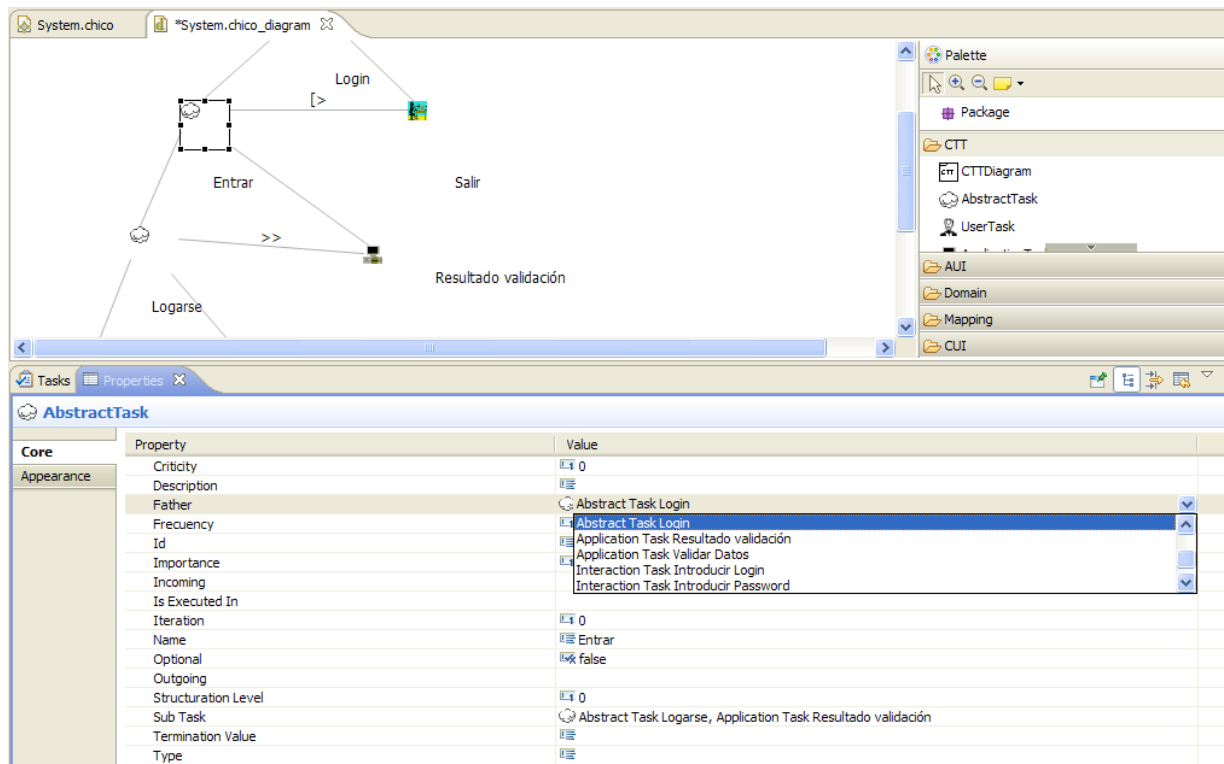 System.chico
*System.chico_diagram
Login
[>
Entrar
Salir
>>
Resultado validación
Logarse
Palette
Package
CTT
CTT
CTTDiagram
AbstractTask
UserTask
AUI
Domain
Mapping
CUI
Tasks
Properties
AbstractTask
Core
Appearance
Property Value
Criticity 0
Description
Father Abstract Task Login
Frecuency Abstract Task Login
Id Application Task Resultado validación
Importance Application Task Validar Datos
Incoming Interaction Task Introducir Login
Interaction Task Introducir Password
Is Executed In
Iteration 0
Name Entrar
Optional false
Outgoing
Structuration Level 0
Sub Task Abstract Task Logarse, Application Task Resultado validación
Termination Value
Type